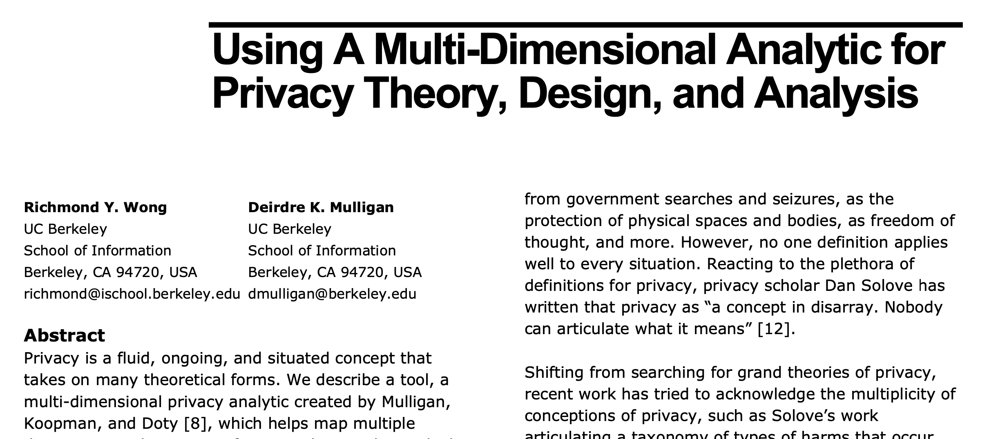 Using A Multi-Dimensional Analytic for
Privacy Theory, Design, and Analysis
Richmond Y. Wong
UC Berkeley
School of Information
Berkeley, CA 94720, USA
richmond@ischool.berkeley.edu
Deirdre K. Mulligan
UC Berkeley
School of Information
Berkeley, CA 94720, USA
dmulligan@berkeley.edu
Abstract
Privacy is a fluid, ongoing, and situated concept that
takes on many theoretical forms. We describe a tool, a
multi-dimensional privacy analytic created by Mulligan,
Koopman, and Doty [8], which helps map multiple
from government searches and seizures, as the
protection of physical spaces and bodies, as freedom of
thought, and more. However, no one definition applies
well to every situation. Reacting to the plethora of
definitions for privacy, privacy scholar Dan Solove has
written that privacy as “a concept in disarray. Nobody
can articulate what it means” [12].
Shifting from searching for grand theories of privacy,
recent work has tried to acknowledge the multiplicity of
conceptions of privacy, such as Solove’s work
articulating a taxonomy of types of harms that occur